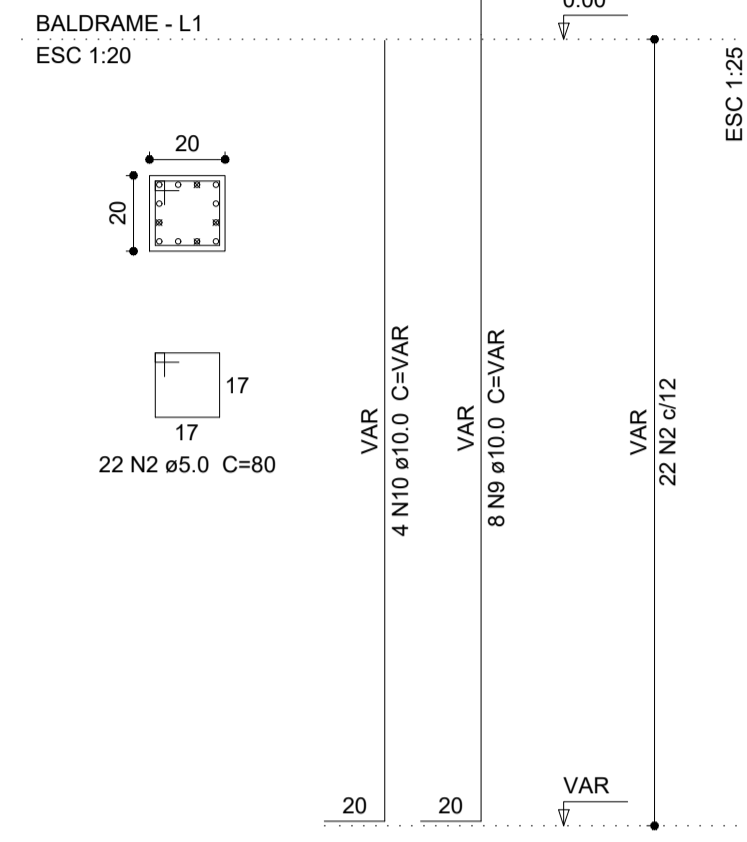 0.00
BALDRAME - L1
ESC 1:20
ESC 1:25
20
20
17
17
22 N2 ø5.0 C=80
VAR
4 N10 ø10.0 C=VAR
VAR
8 N9 ø10.0 C=VAR
VAR
22 N2 c/12
20
20
VAR